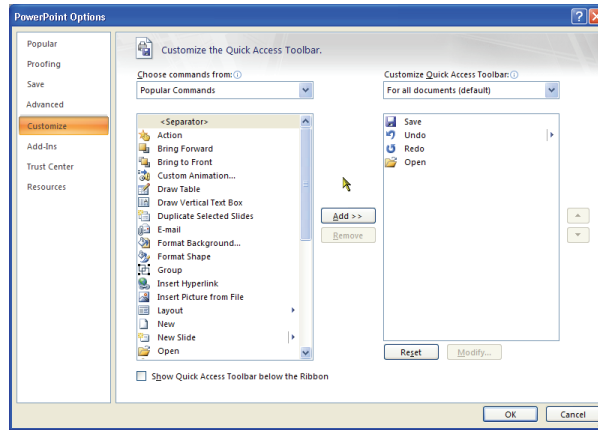 PowerPoint Options
Popular
Proofing
Save
Advanced
Customize
Add-Ins
Trust Center
Resources
Customize the Quick Access Toolbar.
Choose commands from:
Popular Commands
<Separator>
Action
Bring Forward
Bring to Front
Custom Animation...
Draw Table
Draw Vertical Text Box
Duplicate Selected Slides
E-mail
Format Background...
Format Shape
Group
Insert Hyperlink
Insert Picture from File
Layout
New
New Slide
Open
Show Quick Access Toolbar below the Ribbon
Add >>
Remove
Customize Quick Access Toolbar:
For all documents (default)
Save
Undo
Redo
Open
Reset
Modify...
OK
Cancel